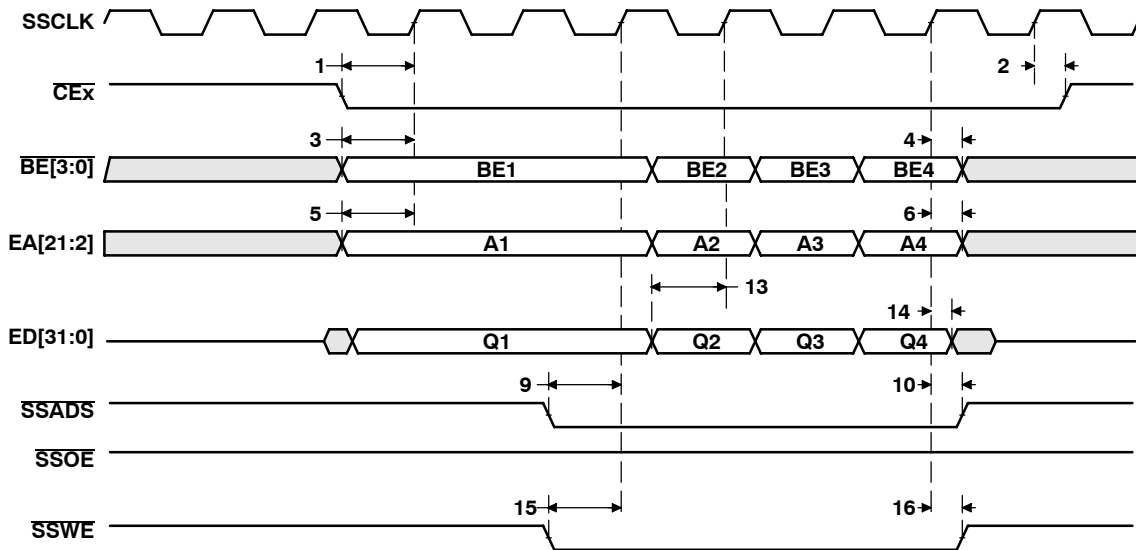 SSCLK
1
2
CEx
3
4
BE[3:0]
BE1
BE2
BE3
BE4
5
6
EA[21:2]
A1
A2
A3
A4
13
14
ED[31:0]
Q1
Q2
Q3
Q4
9
10
SSADS
SSOE
15
16
SSWE